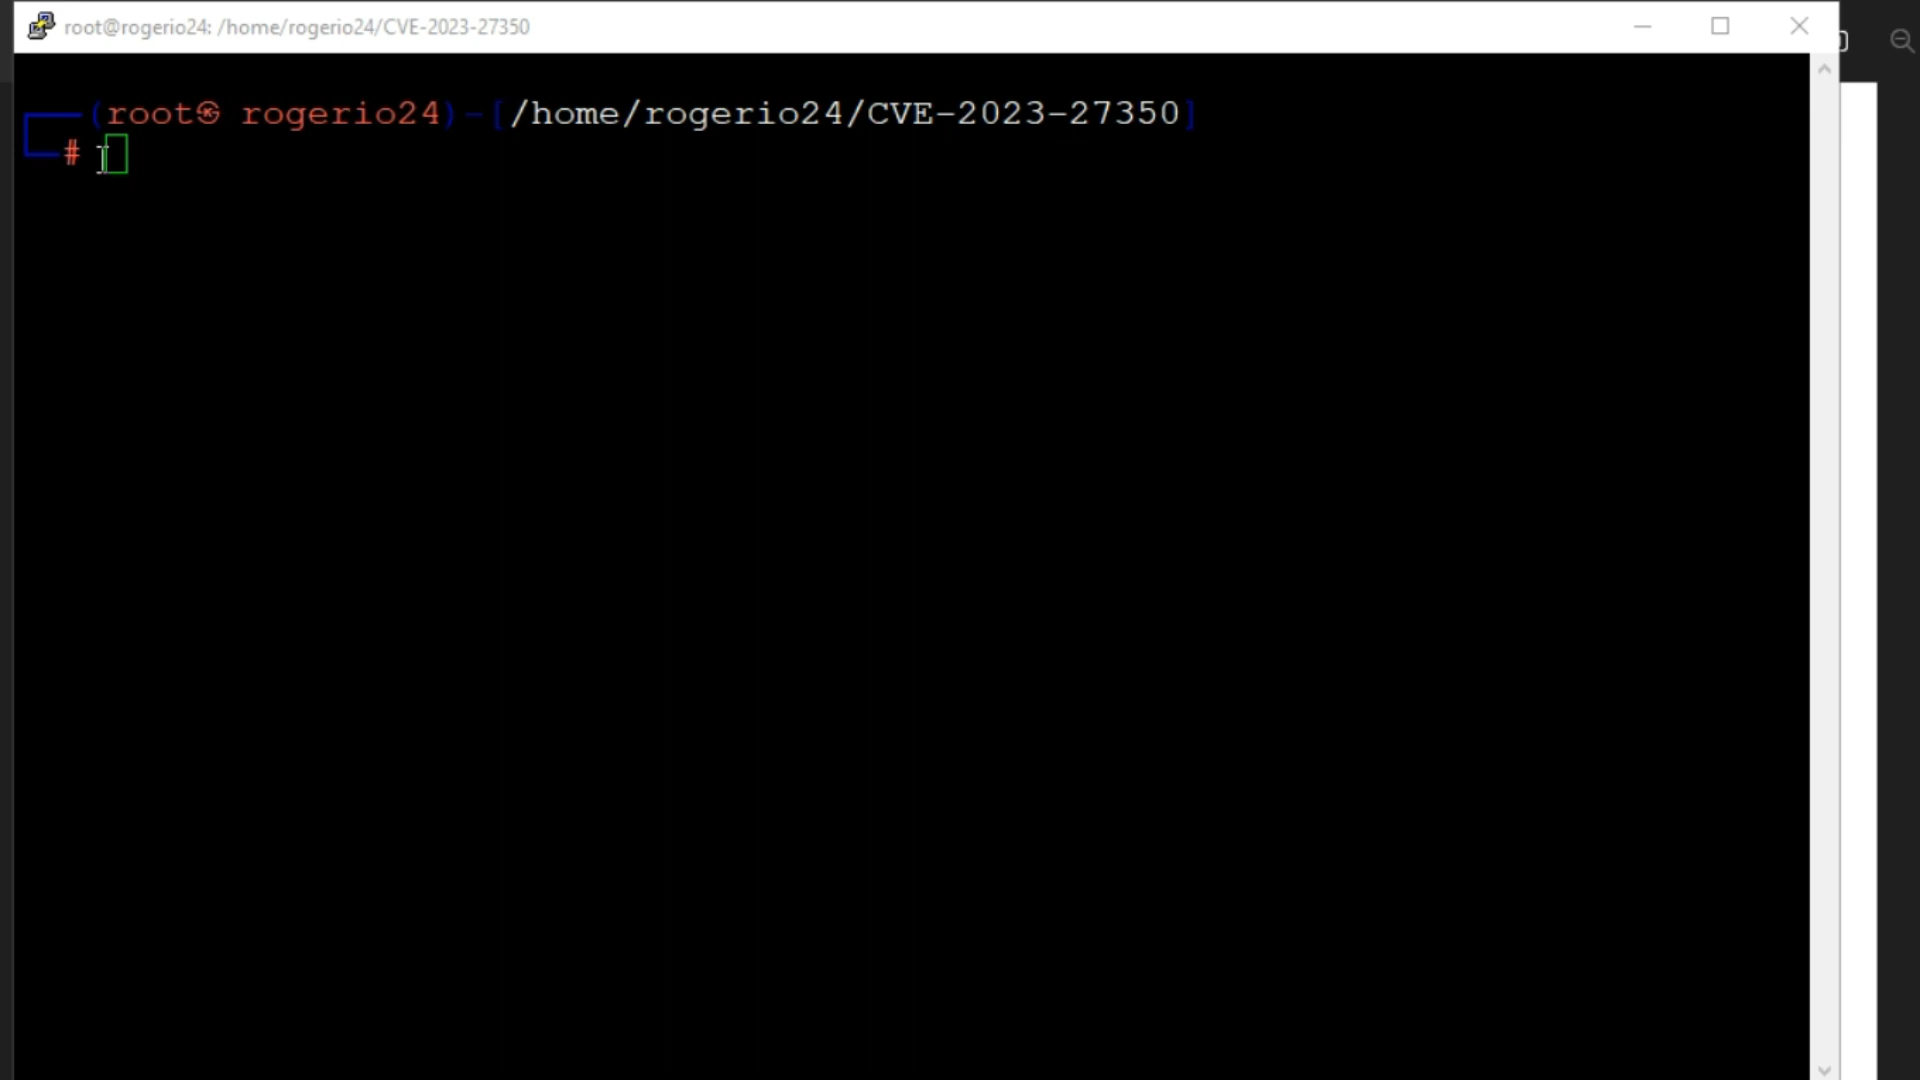 root@rogerio24: /home/rogerio24/CVE-2023-27350
(root㉿ rogerio24)-[/home/rogerio24/CVE-2023-27350]
#